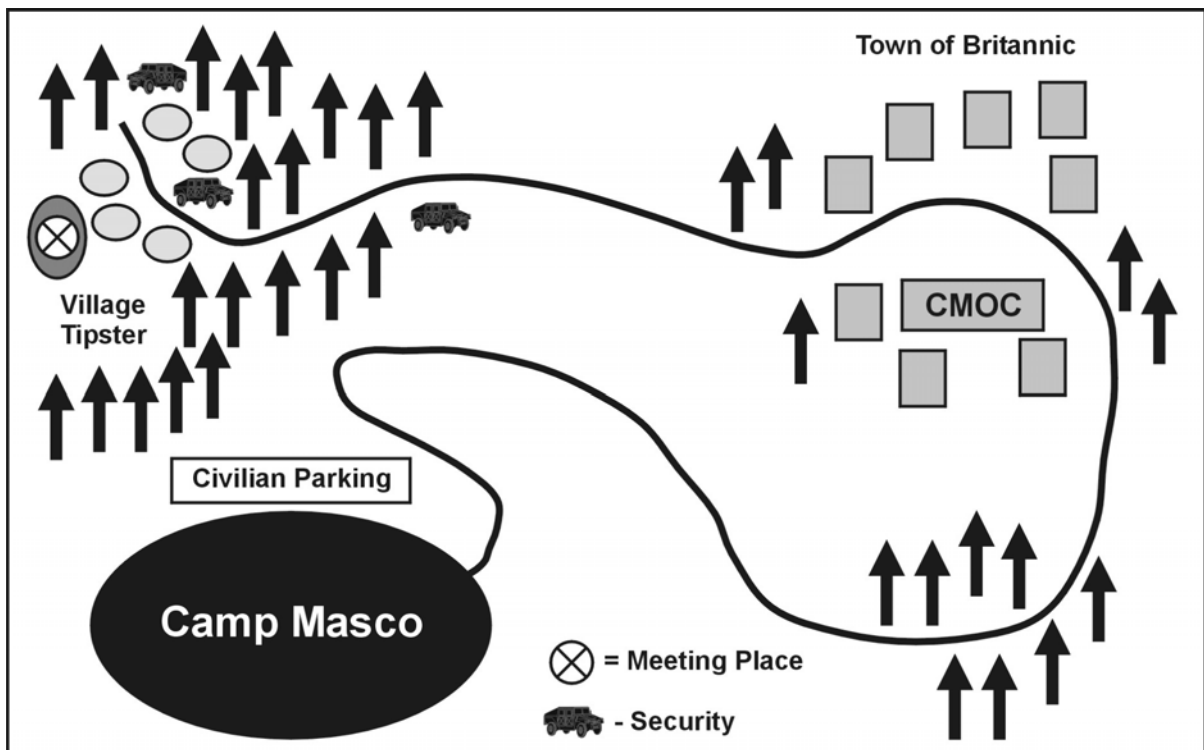 Town of Britannic
CMOC
Village
Tipster
Civilian Parking
Camp Masco
= Meeting Place
- Security